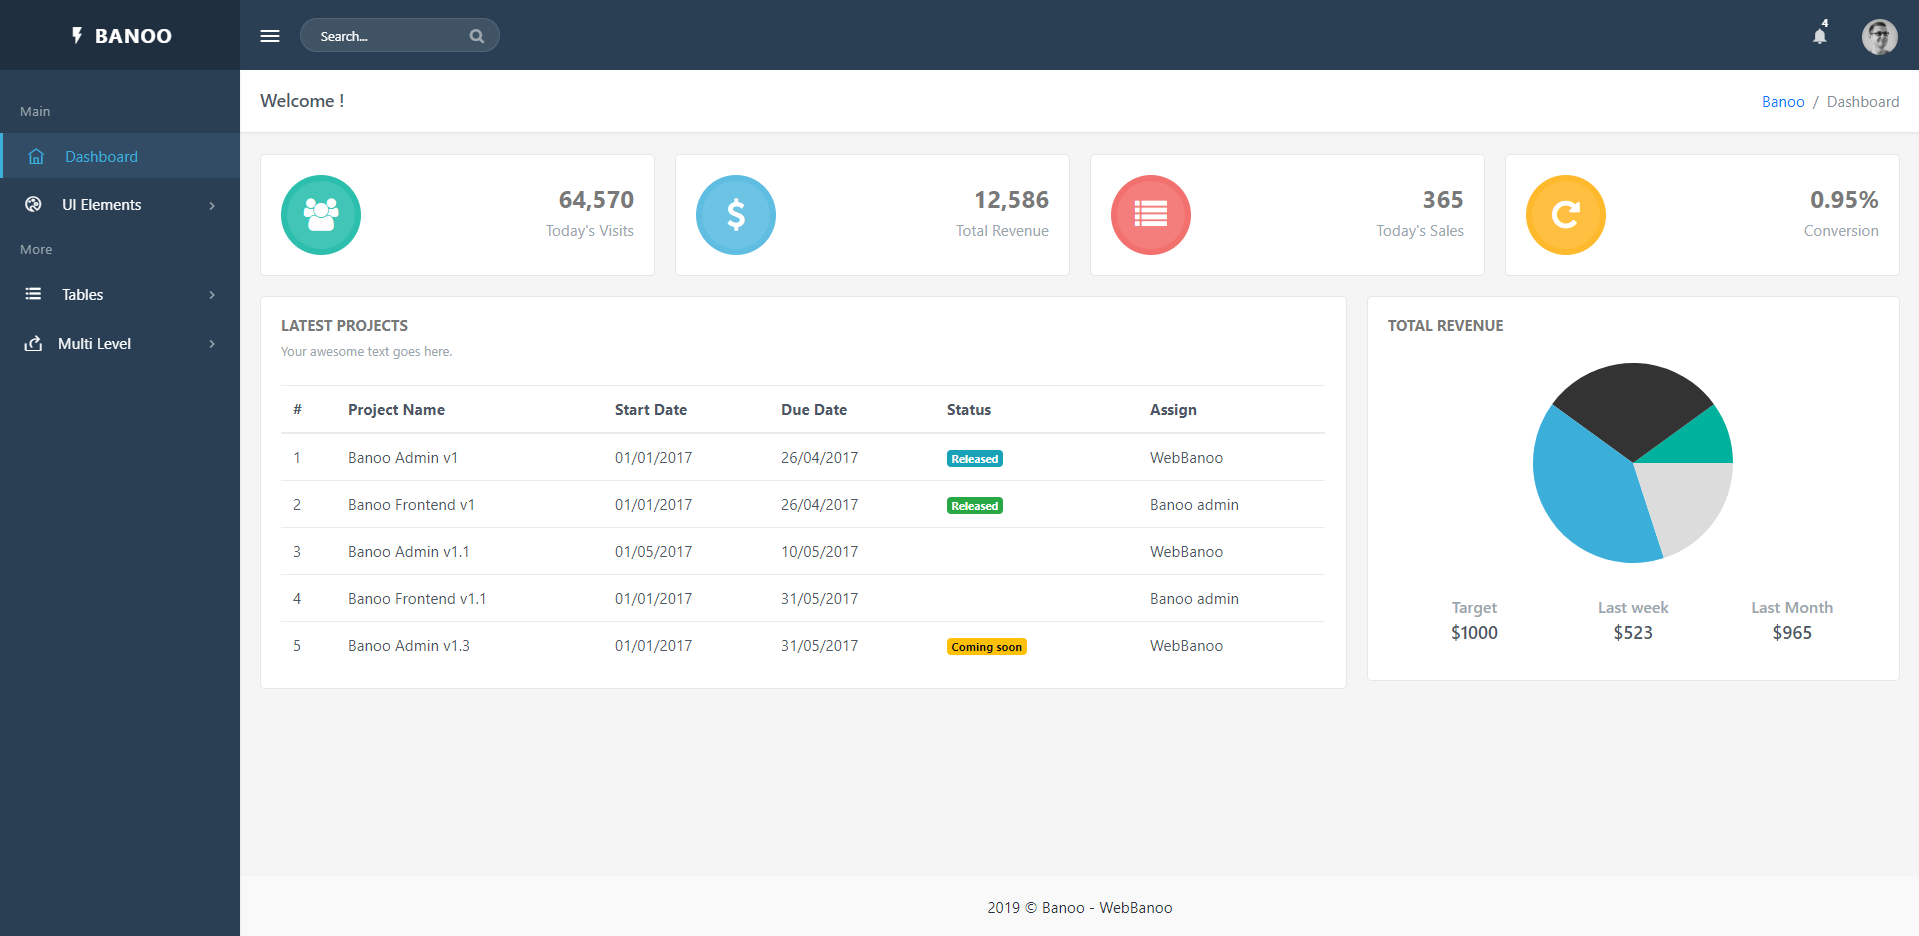 BANOO
Search...
4
Main
Dashboard
UI Elements
More
Tables
Multi Level
Welcome !
Banoo / Dashboard
64,570
Today's Visits
12,586
Total Revenue
365
Today's Sales
0.95%
Conversion
LATEST PROJECTS
Your awesome text goes here.
# Project Name Start Date Due Date Status Assign
1 Banoo Admin v1 01/01/2017 26/04/2017 Released WebBanoo
2 Banoo Frontend v1 01/01/2017 26/04/2017 Released Banoo admin
3 Banoo Admin v1.1 01/05/2017 10/05/2017 WebBanoo
4 Banoo Frontend v1.1 01/01/2017 31/05/2017 Banoo admin
5 Banoo Admin v1.3 01/01/2017 31/05/2017 Coming soon WebBanoo
TOTAL REVENUE
Target Last week Last Month
$1000 $523 $965
2019 © Banoo - WebBanoo